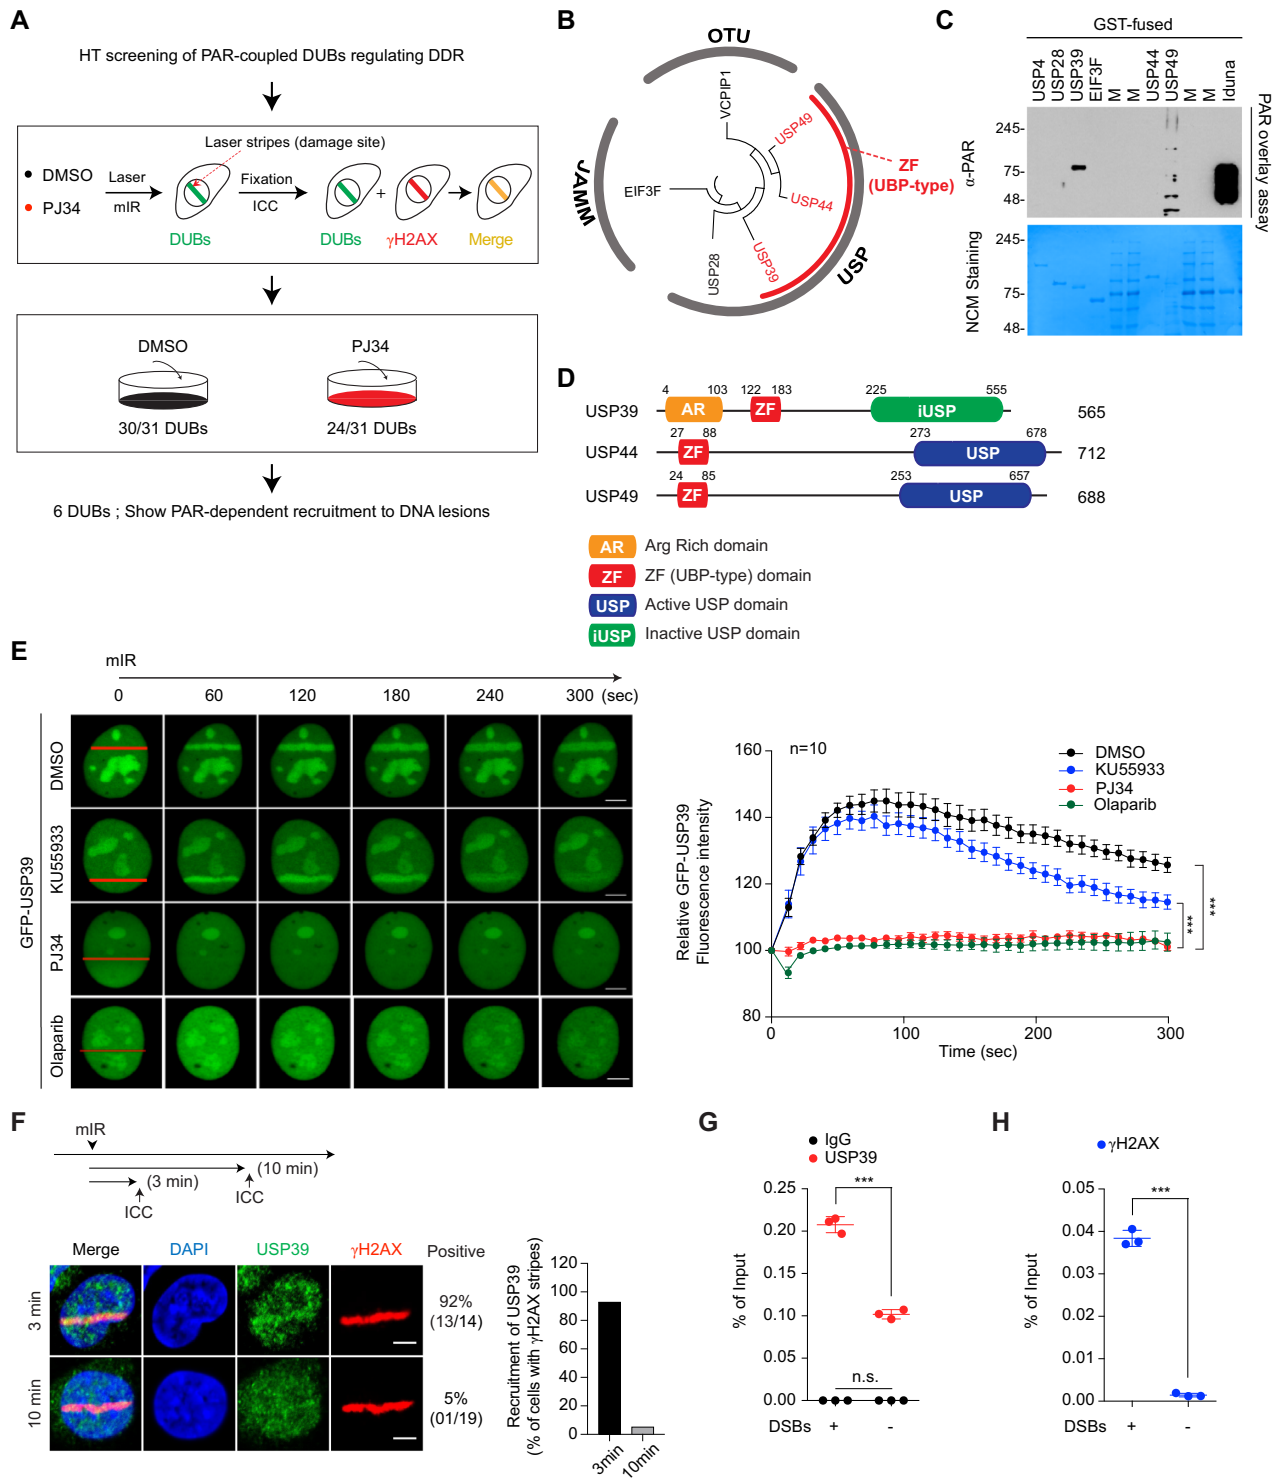 A
HT screening of PAR-coupled DUBs regulating DDR
Laser stripes (damage site)
DMSO
PJ34
Laser
mIR
Fixation
ICC
+
DUBs
DUBs
γH2AX
Merge
DMSO
PJ34
30/31 DUBs
24/31 DUBs
6 DUBs ; Show PAR-dependent recruitment to DNA lesions
B
OTU
JAMM
USP
VCPIP1
USP49
EIF3F
USP44
USP28
USP39
ZF
(UBP-type)
C
GST-fused
USP4
USP28
USP39
EIF3F
M
M
USP44
USP49
M
M
Iduna
α-PAR
245-
75-
48-
PAR overlay assay
NCM Staining
245-
75-
48-
D
4 103 122 183 225 555
USP39 AR ZF iUSP 565
27 88 273 678
USP44 ZF USP 712
24 85 253 657
USP49 ZF USP 688
AR Arg Rich domain
ZF ZF (UBP-type) domain
USP Active USP domain
iUSP Inactive USP domain
E
mIR
0 60 120 180 240 300 (sec)
GFP-USP39
DMSO
KU55933
PJ34
Olaparib
n=10
DMSO
KU55933
PJ34
Olaparib
Relative GFP-USP39
Fluorescence intensity
160
140
120
100
80
0 100 200 300
Time (sec)
***
***
F
mIR
(3 min)
(10 min)
ICC
ICC
Merge DAPI USP39 γH2AX Positive
3 min
92%
(13/14)
10 min
5%
(01/19)
Recruitment of USP39
(% of cells with γH2AX stripes)
120
100
80
60
40
20
0
3min
10min
G
IgG
USP39
***
% of Input
0.25
0.20
0.15
0.10
0.05
0.00
n.s.
DSBs + -
H
γH2AX
***
% of Input
0.05
0.04
0.03
0.02
0.01
0.00
DSBs + -